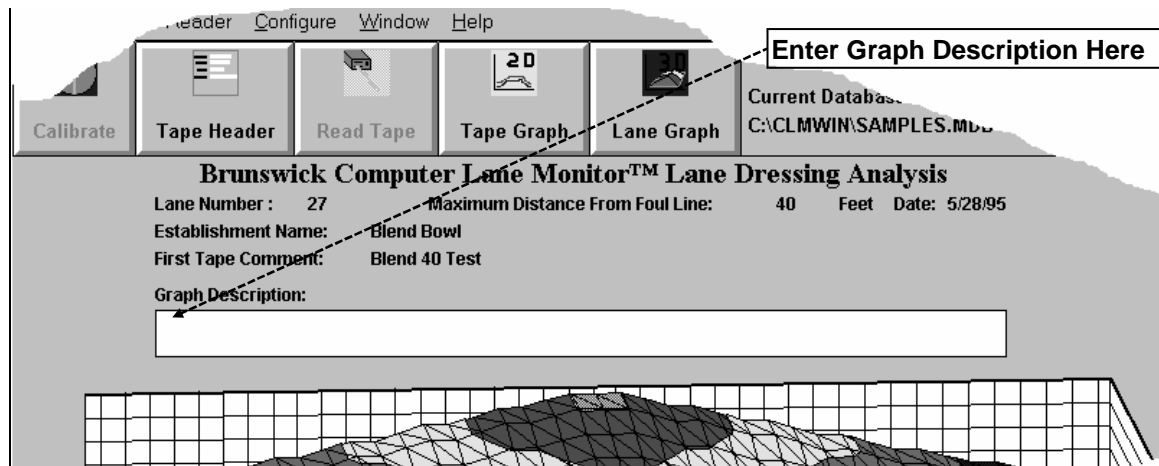 Header Configure Window Help
Enter Graph Description Here
2D 3D
Current Database
Calibrate Tape Header Read Tape Tape Graph Lane Graph C:\CLMWIN\SAMPLES.MDB
Brunswick Computer Lane Monitor™ Lane Dressing Analysis
Lane Number : 27 Maximum Distance From Foul Line: 40 Feet Date: 5/28/95
Establishment Name: Blend Bowl
First Tape Comment: Blend 40 Test
Graph Description: